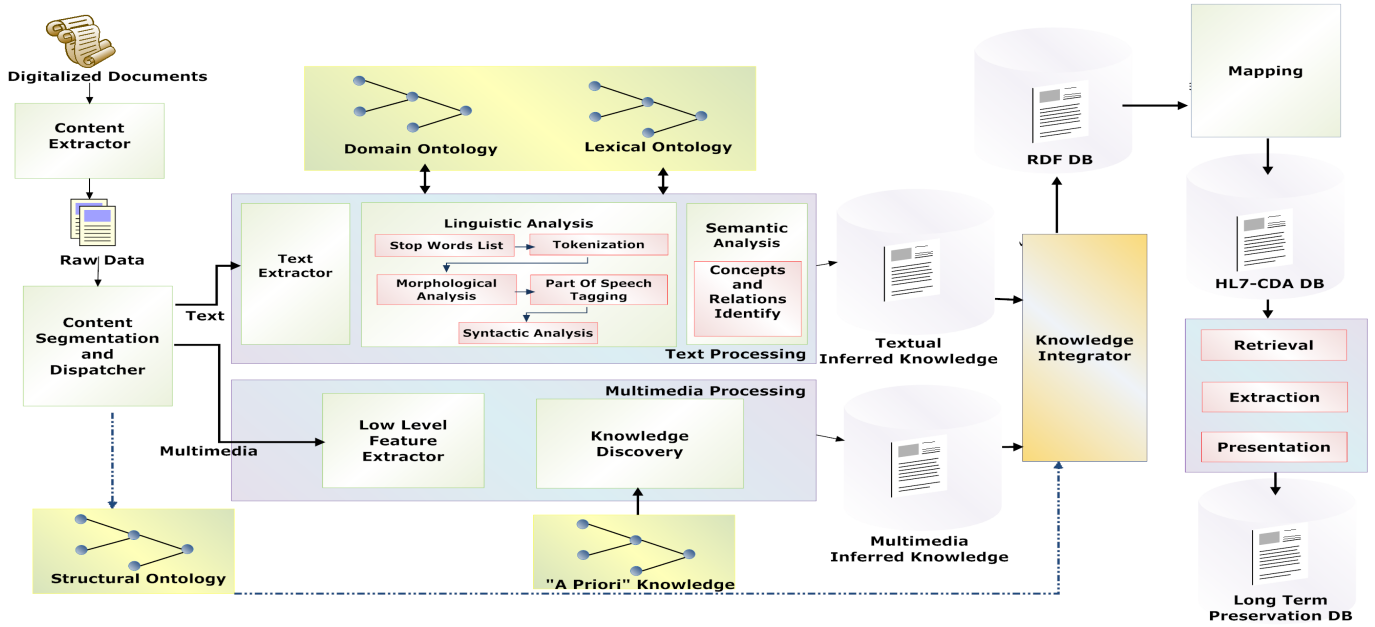 Digitalized Documents
Content
Extractor
Raw Data
Content
Segmentation
and
Dispatcher
Text
Multimedia
Structural Ontology
Domain Ontology
Lexical Ontology
Text
Extractor
Linguistic Analysis
Stop Words List
Tokenization
Morphological
Analysis
Part Of Speech
Tagging
Syntactic Analysis
Semantic
Analysis
Concepts
and
Relations
Identify
Text Processing
Multimedia Processing
Low Level
Feature
Extractor
Knowledge
Discovery
"A Priori" Knowledge
Textual
Inferred Knowledge
Multimedia
Inferred Knowledge
Knowledge
Integrator
RDF DB
Mapping
HL7-CDA DB
Retrieval
Extraction
Presentation
Long Term
Preservation DB